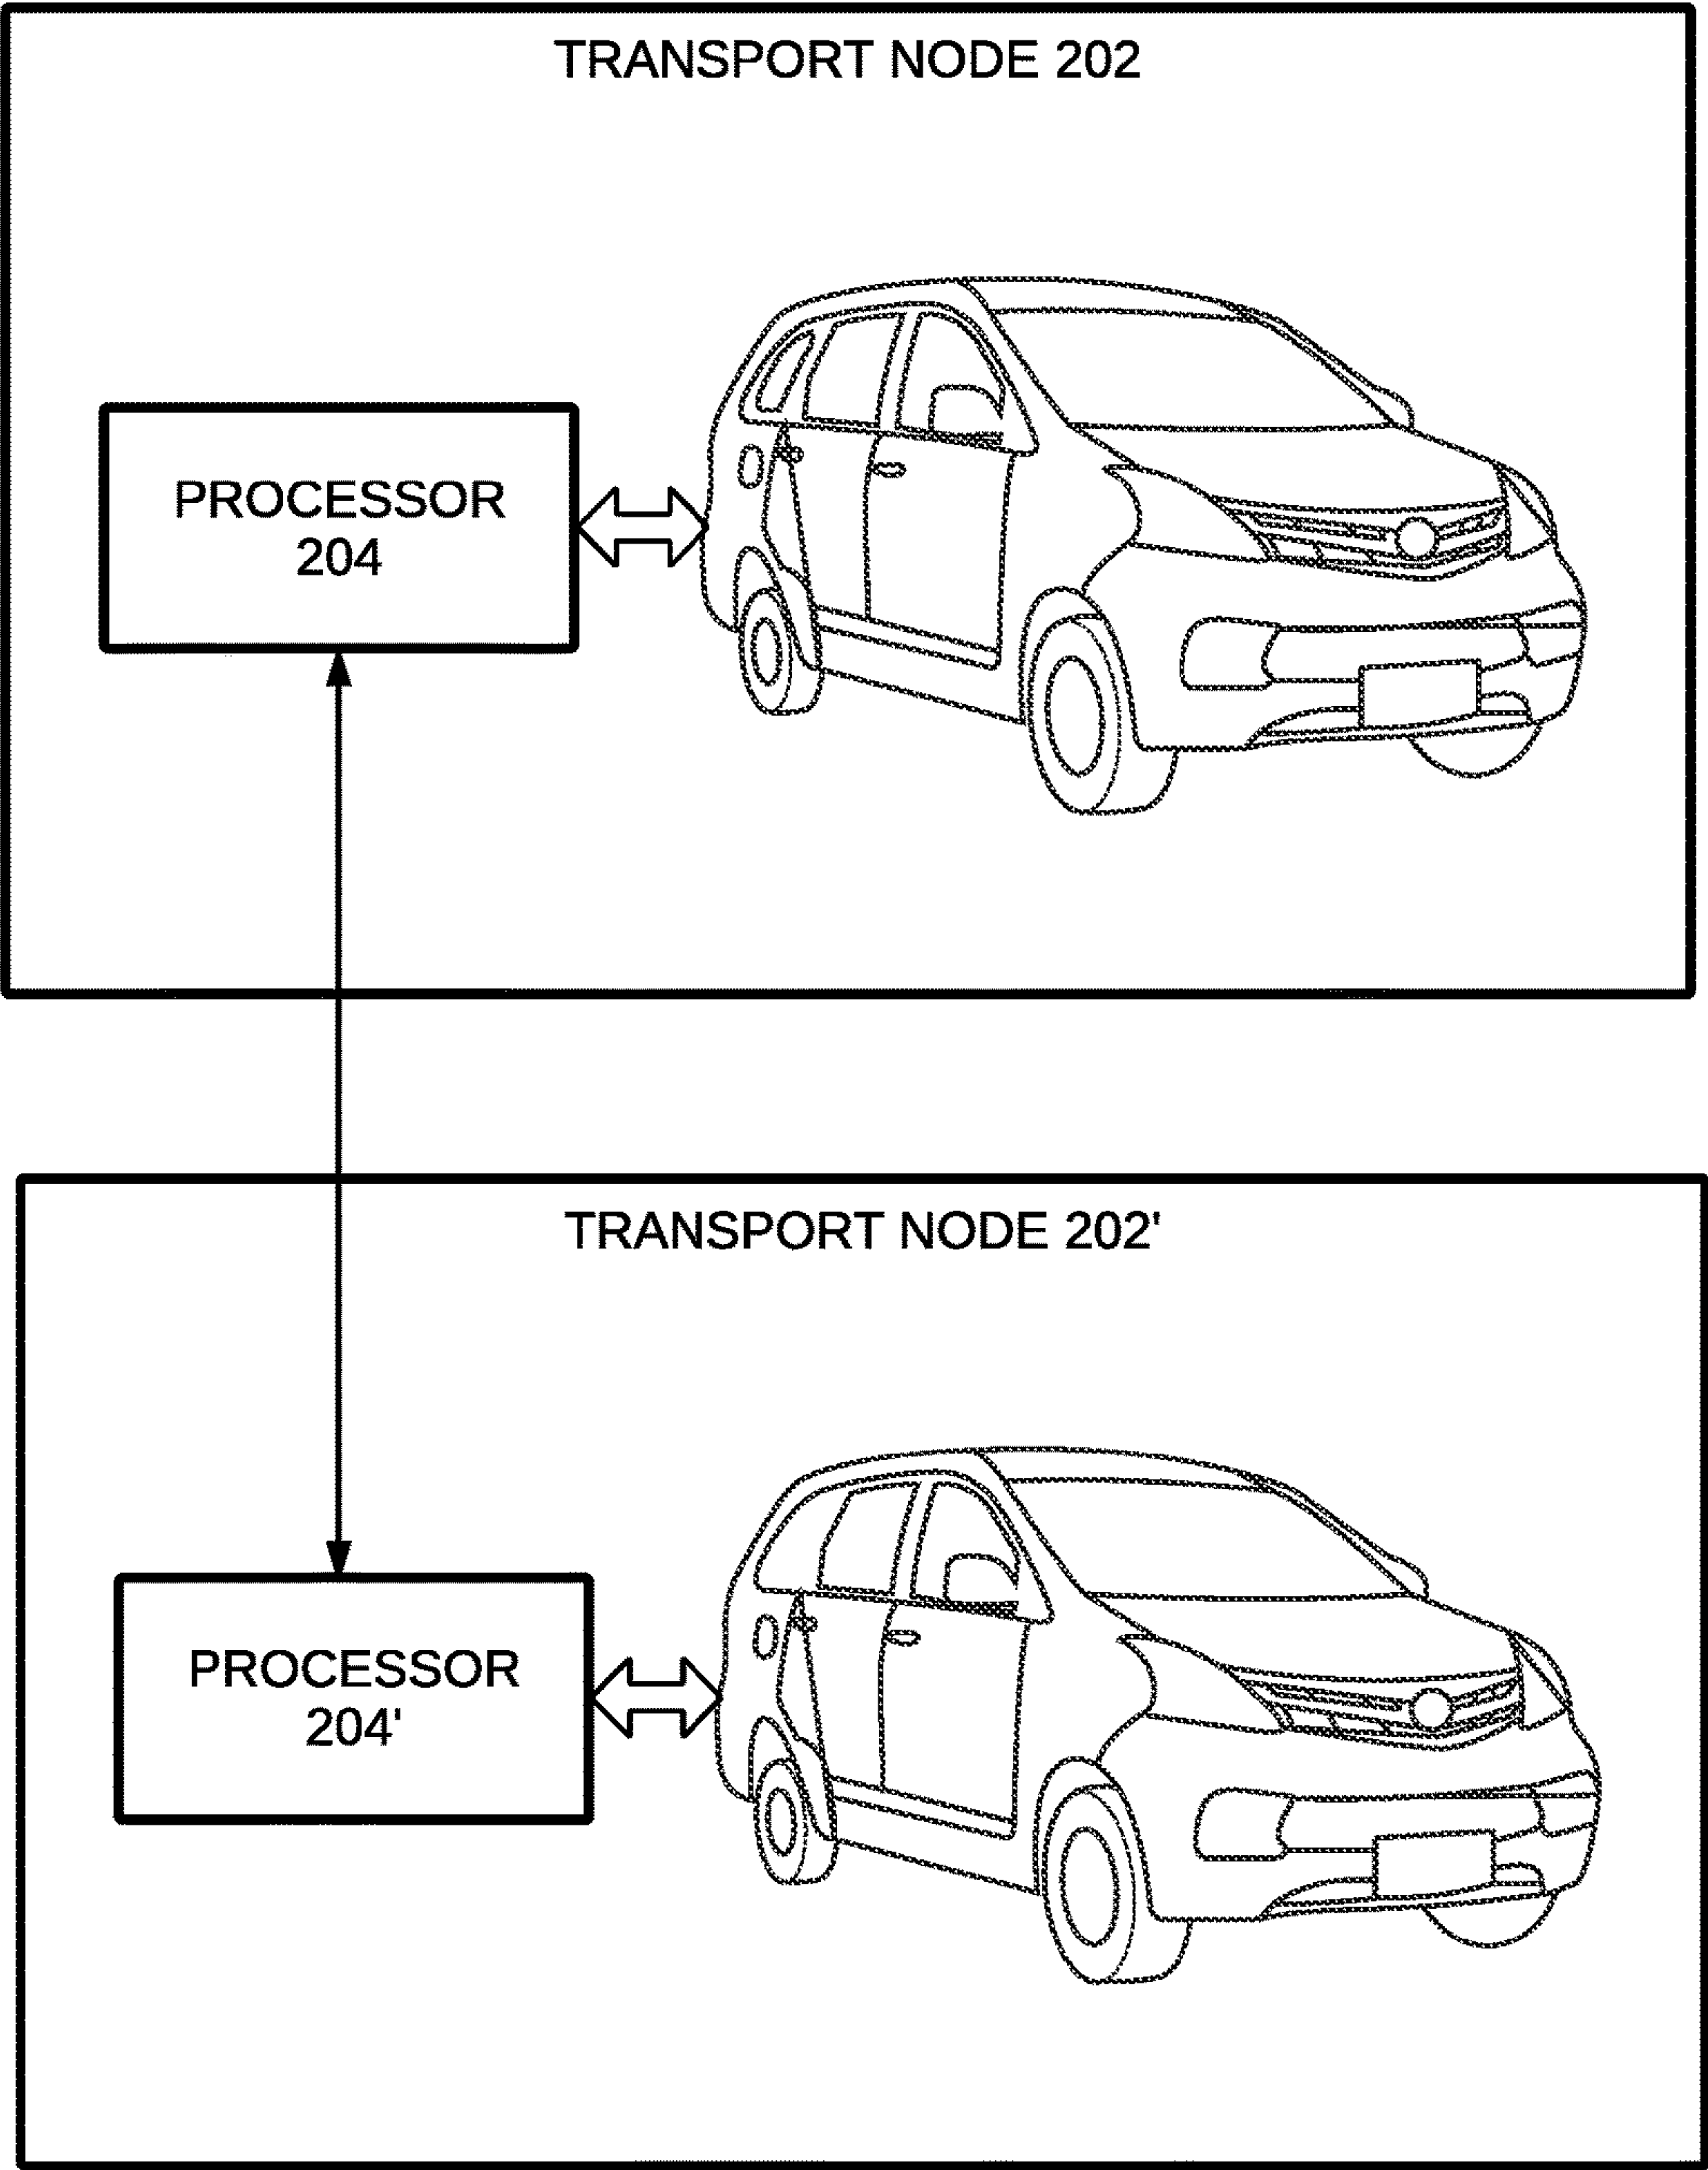 TRANSPORT NODE 202
PROCESSOR
204
TRANSPORT NODE 202'
PROCESSOR
204'